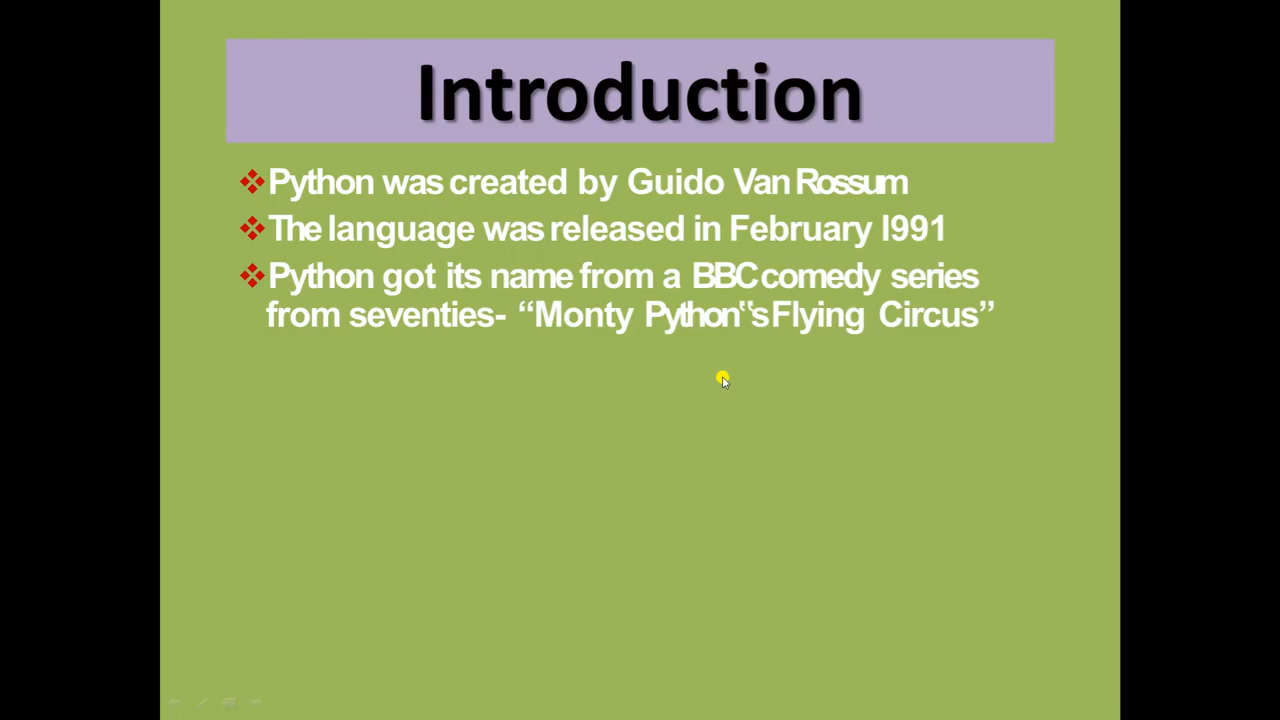 Introduction
❖Python was created by Guido Van Rossum
❖The language was released in February I991
❖Python got its name from a BBC comedy series
from seventies- “Monty Python‟s Flying Circus”